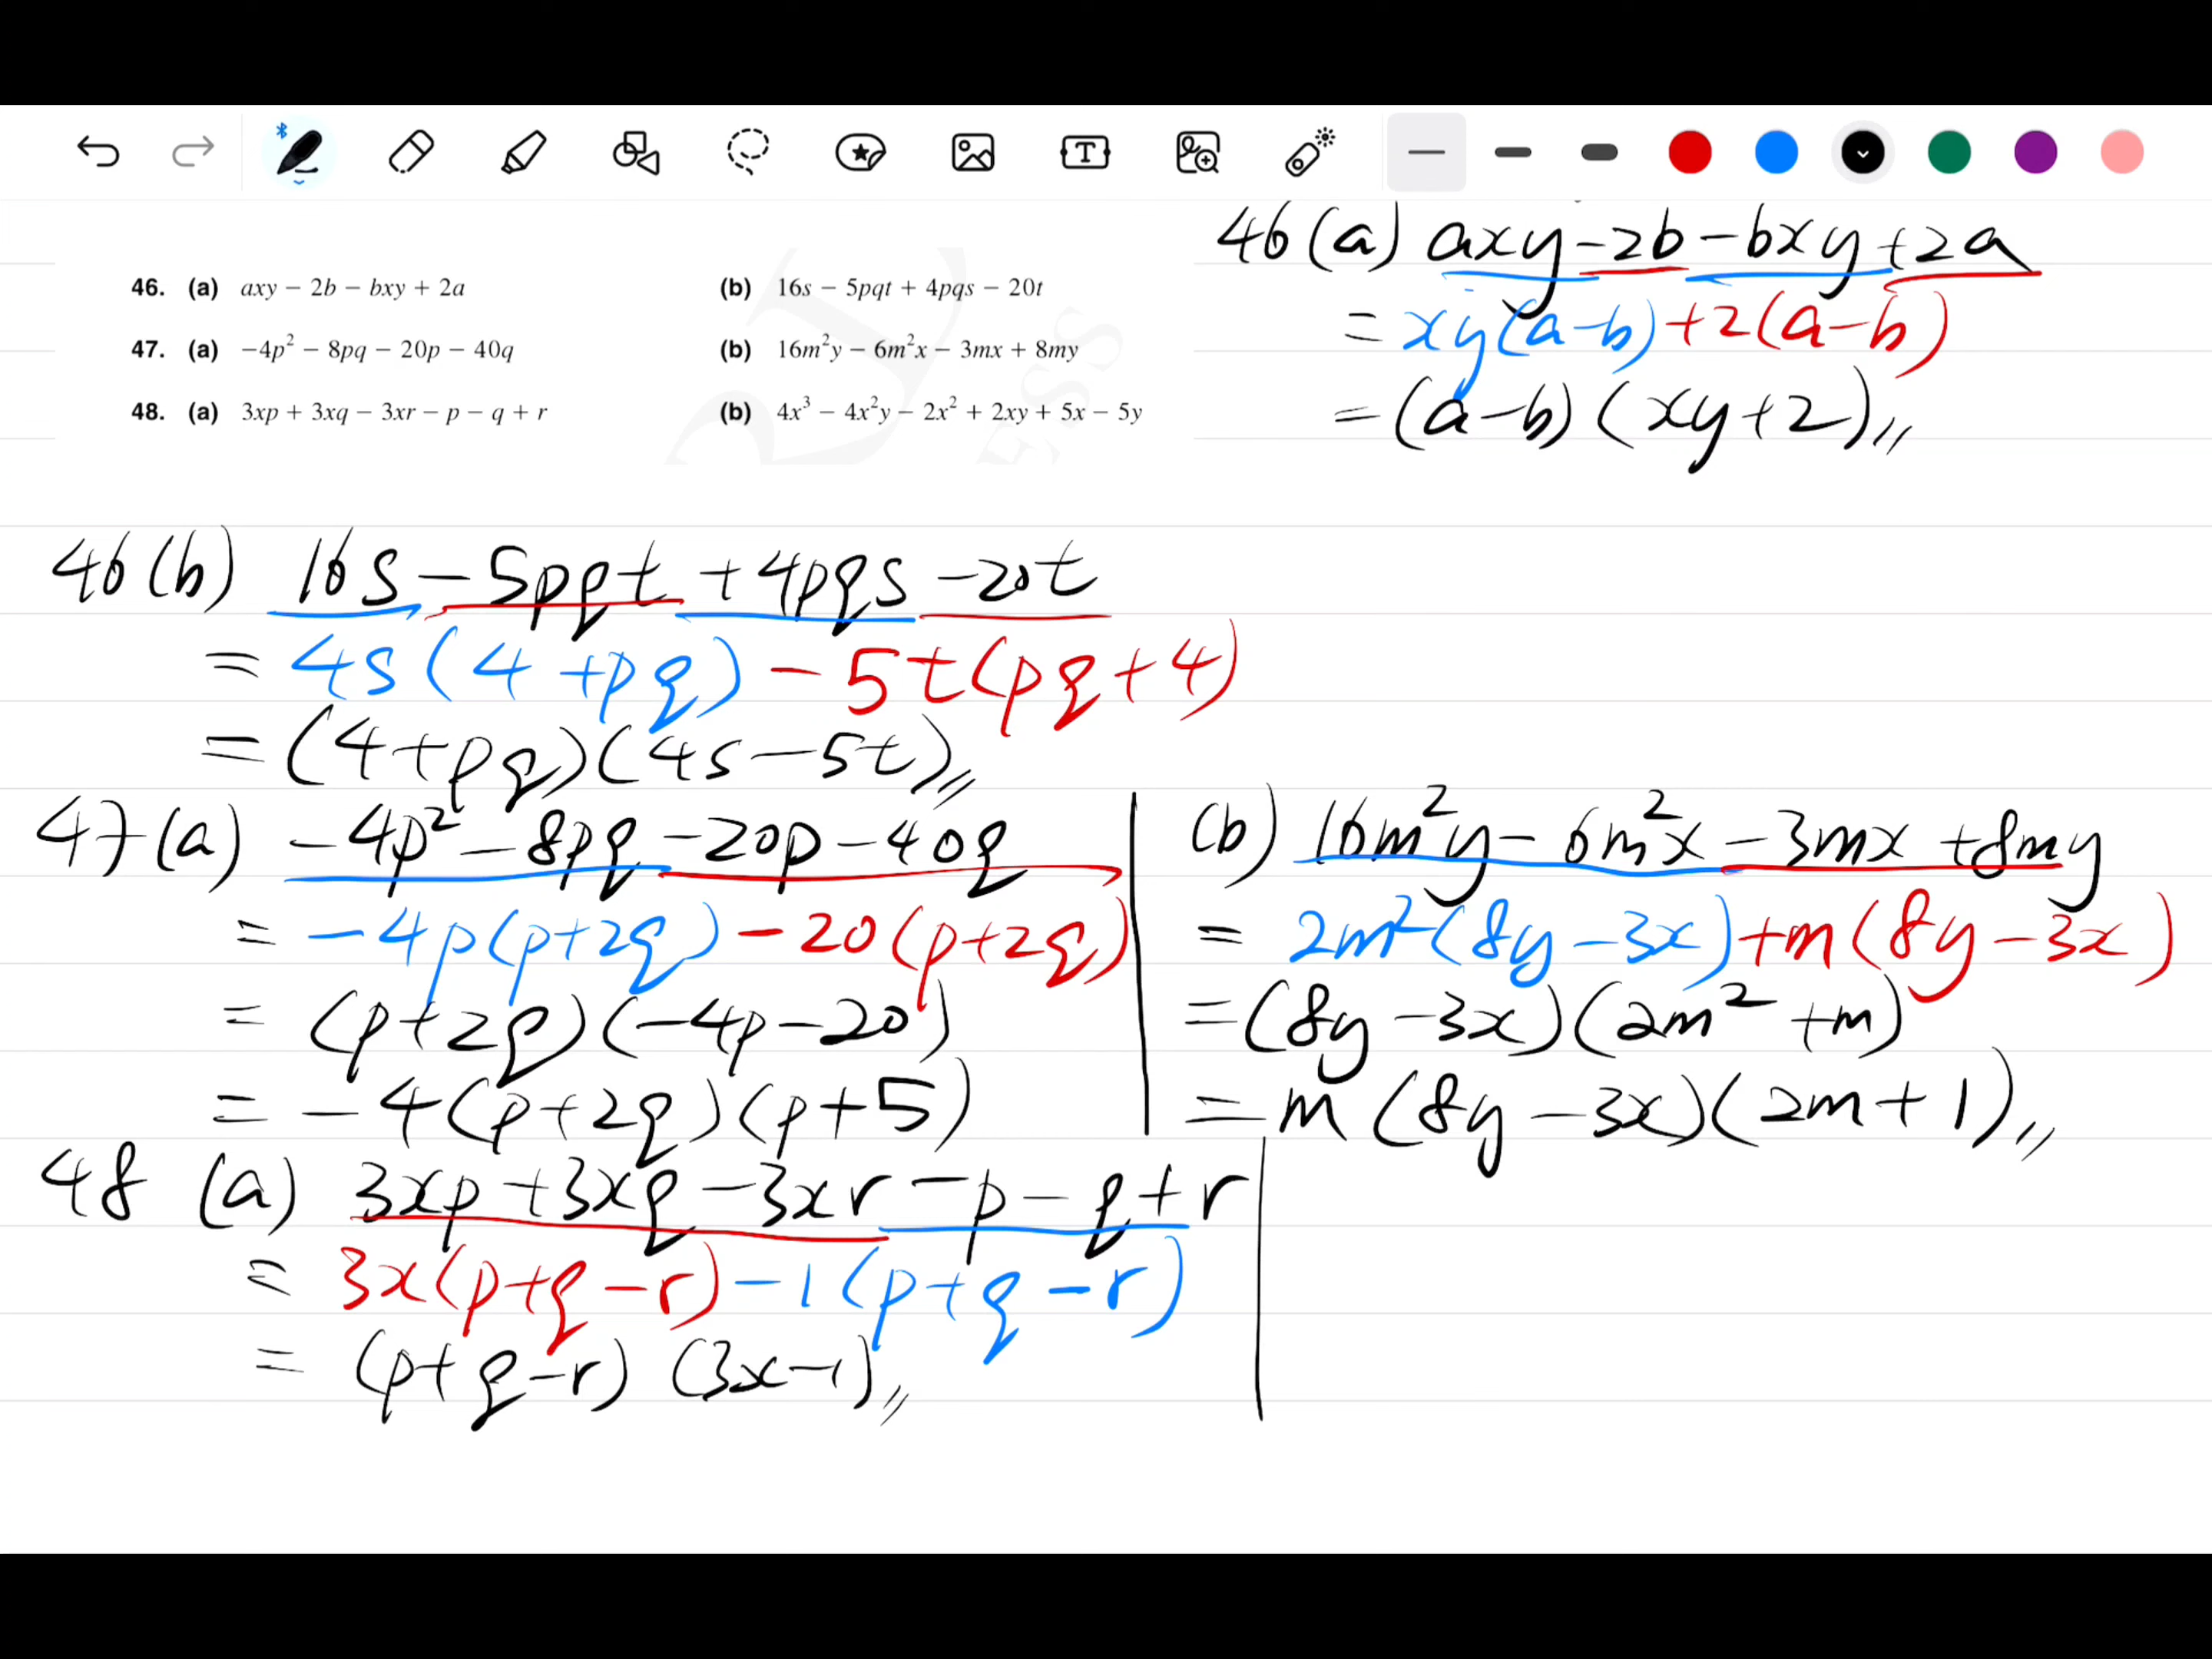 46. (a) axy − 2b − bxy + 2a (b) 16s − 5pqt + 4pqs − 20t
47. (a) −4p² − 8pq − 20p − 40q (b) 16m²y − 6m²x − 3mx + 8my
48. (a) 3xp + 3xq − 3xr − p − q + r (b) 4x³ − 4x²y − 2x² + 2xy + 5x − 5y
46(a) axy − 2b − bxy + 2a
= xy(a−b) + 2(a−b)
= (a−b)(xy+2)
46(b) 16s − 5pqt + 4pqs − 20t
= 4s(4+pq) − 5t(pq+4)
= (4+pq)(4s−5t)
47(a) −4p² − 8pq − 20p − 40q
= −4p(p+2q) − 20(p+2q)
= (p+2q)(−4p−20)
= −4(p+2q)(p+5)
(b) 16m²y − 6m²x − 3mx + 8my
= 2m²(8y−3x) + m(8y−3x)
= (8y−3x)(2m²+m)
= m(8y−3x)(2m+1)
48 (a) 3xp + 3xq − 3xr − p − q + r
= 3x(p+q−r) − 1(p+q−r)
= (p+q−r)(3x−1)